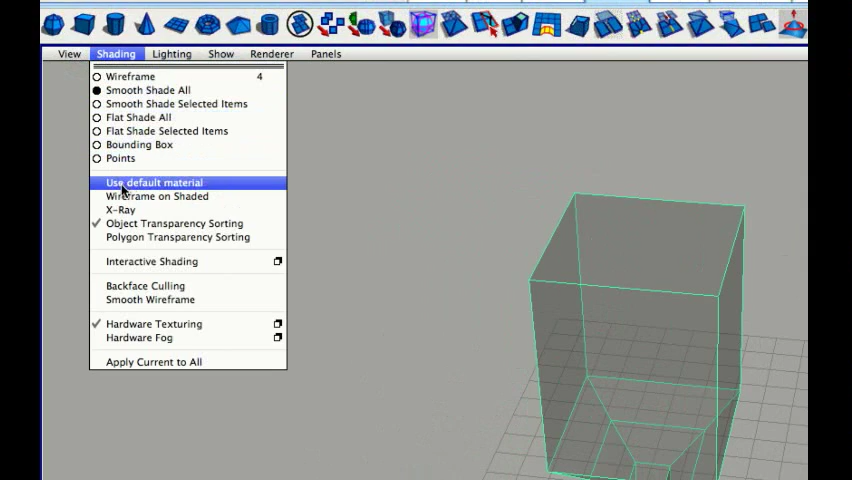 View Shading Lighting Show Renderer Panels
Wireframe 4
Smooth Shade All
Smooth Shade Selected Items
Flat Shade All
Flat Shade Selected Items
Bounding Box
Points
Use default material
Wireframe on Shaded
X-Ray
Object Transparency Sorting
Polygon Transparency Sorting
Interactive Shading
Backface Culling
Smooth Wireframe
Hardware Texturing
Hardware Fog
Apply Current to All